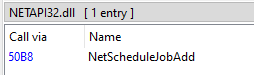 NETAPI32.dll [ 1 entry ]
Call via Name
50B8 NetScheduleJobAdd